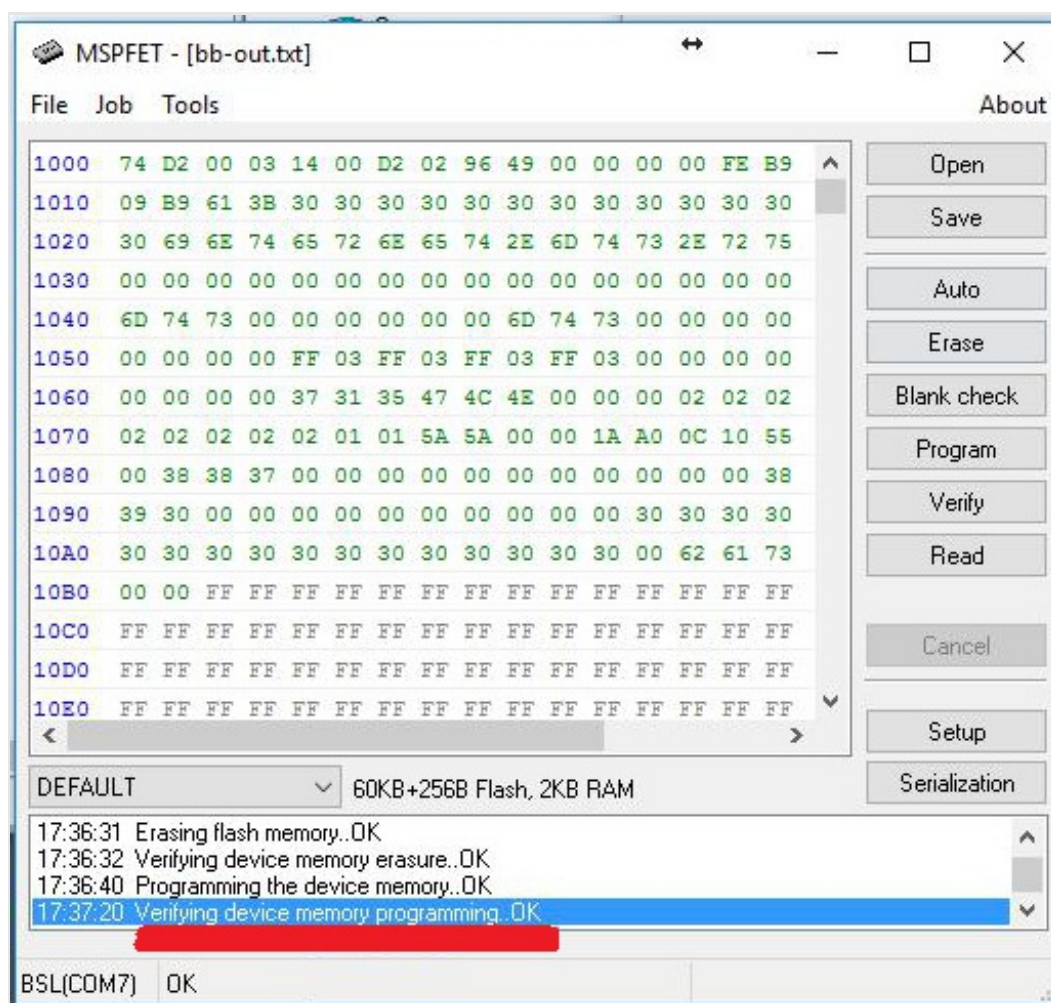 MSPFET - [bb-out.txt]
File Job Tools About
1000 74 D2 00 03 14 00 D2 02 96 49 00 00 00 00 FE B9
1010 09 B9 61 3B 30 30 30 30 30 30 30 30 30 30 30 30
1020 30 69 6E 74 65 72 6E 65 74 2E 6D 74 73 2E 72 75
1030 00 00 00 00 00 00 00 00 00 00 00 00 00 00 00 00
1040 6D 74 73 00 00 00 00 00 00 6D 74 73 00 00 00 00
1050 00 00 00 00 FF 03 FF 03 FF 03 FF 03 00 00 00 00
1060 00 00 00 00 37 31 35 47 4C 4E 00 00 00 02 02 02
1070 02 02 02 02 02 01 01 5A 5A 00 00 1A A0 0C 10 55
1080 00 38 38 37 00 00 00 00 00 00 00 00 00 00 00 38
1090 39 30 00 00 00 00 00 00 00 00 00 00 30 30 30 30
10A0 30 30 30 30 30 30 30 30 30 30 30 30 00 62 61 73
10B0 00 00 FF FF FF FF FF FF FF FF FF FF FF FF FF FF
10C0 FF FF FF FF FF FF FF FF FF FF FF FF FF FF FF FF
10D0 FF FF FF FF FF FF FF FF FF FF FF FF FF FF FF FF
10E0 FF FF FF FF FF FF FF FF FF FF FF FF FF FF FF FF
Open
Save
Auto
Erase
Blank check
Program
Verify
Read
Cancel
Setup
Serialization
DEFAULT 60KB+256B Flash, 2KB RAM
17:36:31 Erasing flash memory..OK
17:36:32 Verifying device memory erasure..OK
17:36:40 Programming the device memory..OK
17:37:20 Verifying device memory programming..OK
BSL(COM7) OK